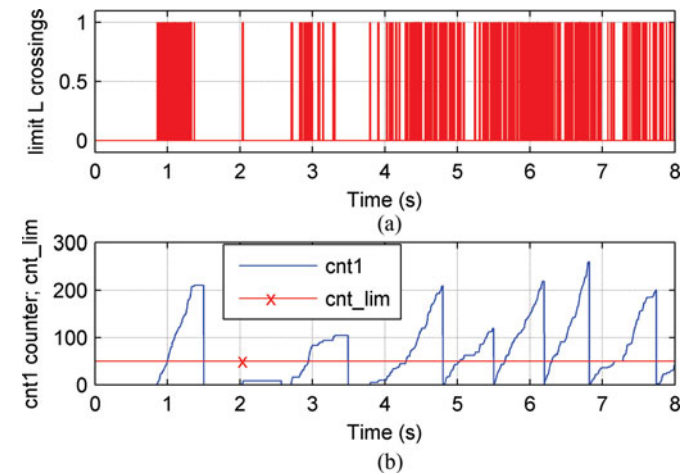 limit L crossings
1
0.5
0
0 1 2 3 4 5 6 7 8
Time (s)
(a)
cnt1 counter; cnt_lim
300
200
100
0
cnt1
cnt_lim
0 1 2 3 4 5 6 7 8
Time (s)
(b)